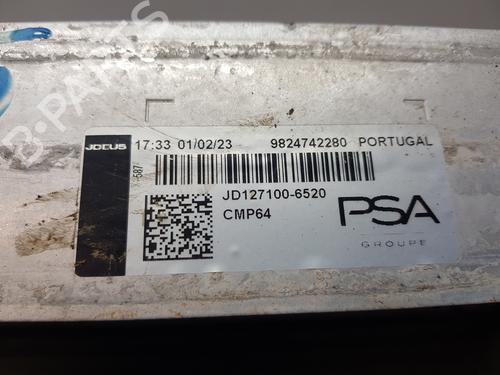 B-PARTS
JDEUS 17:33 01/02/23 9824742280 PORTUGAL
587
JD127100-6520
CMP64
PSA
GROUPE